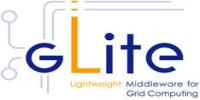 gLite
Lightweight Middleware for
Grid Computing